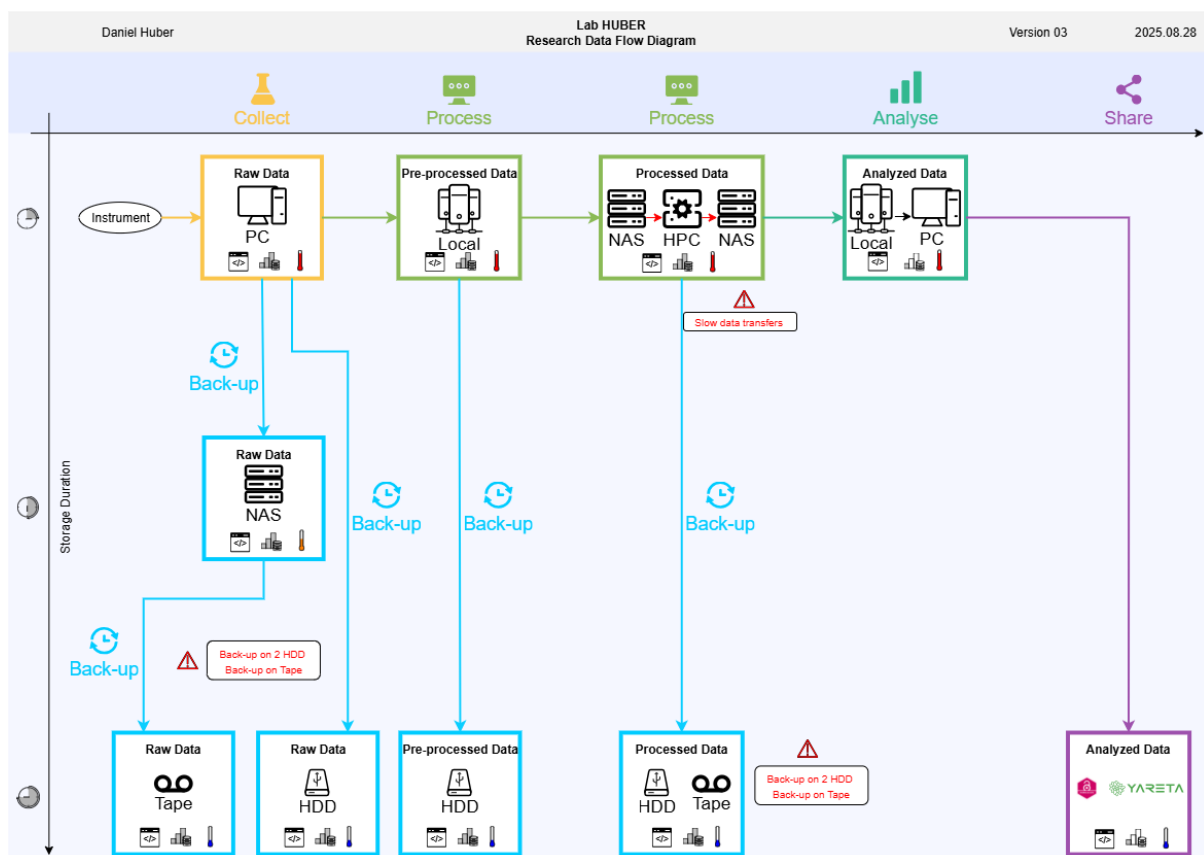 Daniel Huber
Lab HUBER
Research Data Flow Diagram
Version 03
2025.08.28
Collect
Process
Process
Analyse
Share
Instrument
Raw Data
PC
</>
Pre-processed Data
Local
</>
Processed Data
NAS
HPC
NAS
</>
Analyzed Data
Local
PC
</>
Slow data transfers
Back-up
Raw Data
NAS
</>
Back-up
Back-up
Back-up
Storage Duration
Back-up
Back-up on 2 HDD
Back-up on Tape
Raw Data
Tape
</>
Raw Data
HDD
</>
Pre-processed Data
HDD
</>
Processed Data
HDD
Tape
</>
Back-up on 2 HDD
Back-up on Tape
Analyzed Data
YARETA
</>